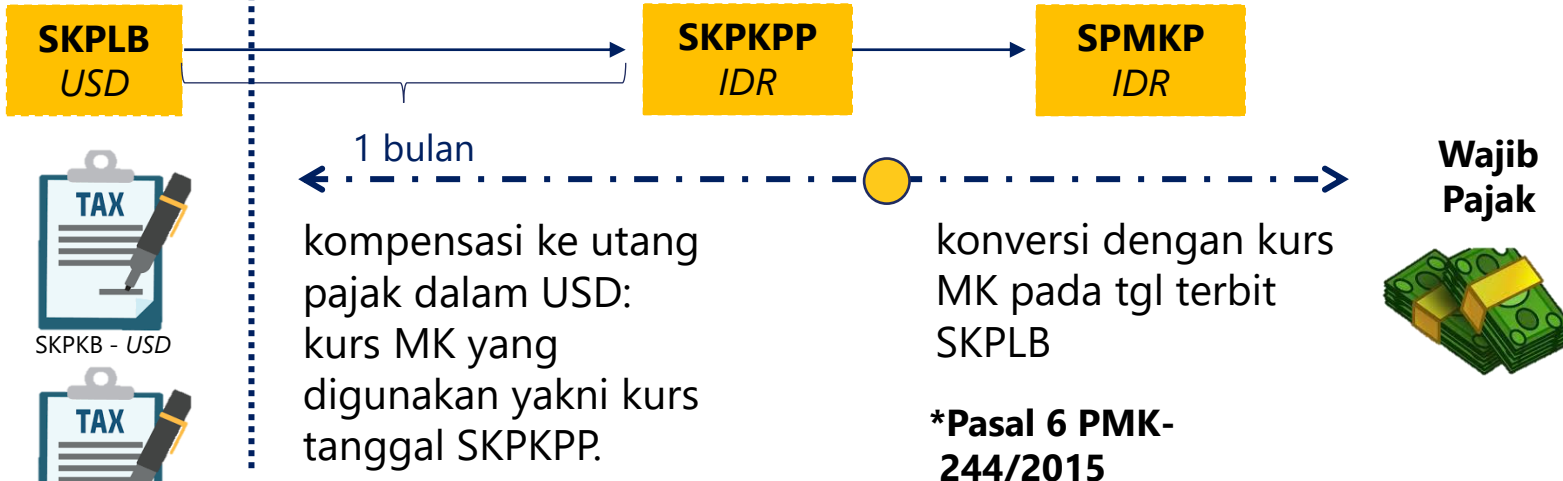 SKPLB
USD
SKPKPP
IDR
SPMKP
IDR
1 bulan
TAX
SKPKB - USD
TAX
kompensasi ke utang
pajak dalam USD:
kurs MK yang
digunakan yakni kurs
tanggal SKPKPP.
konversi dengan kurs
MK pada tgl terbit
SKPLB
*Pasal 6 PMK-
244/2015
Wajib
Pajak